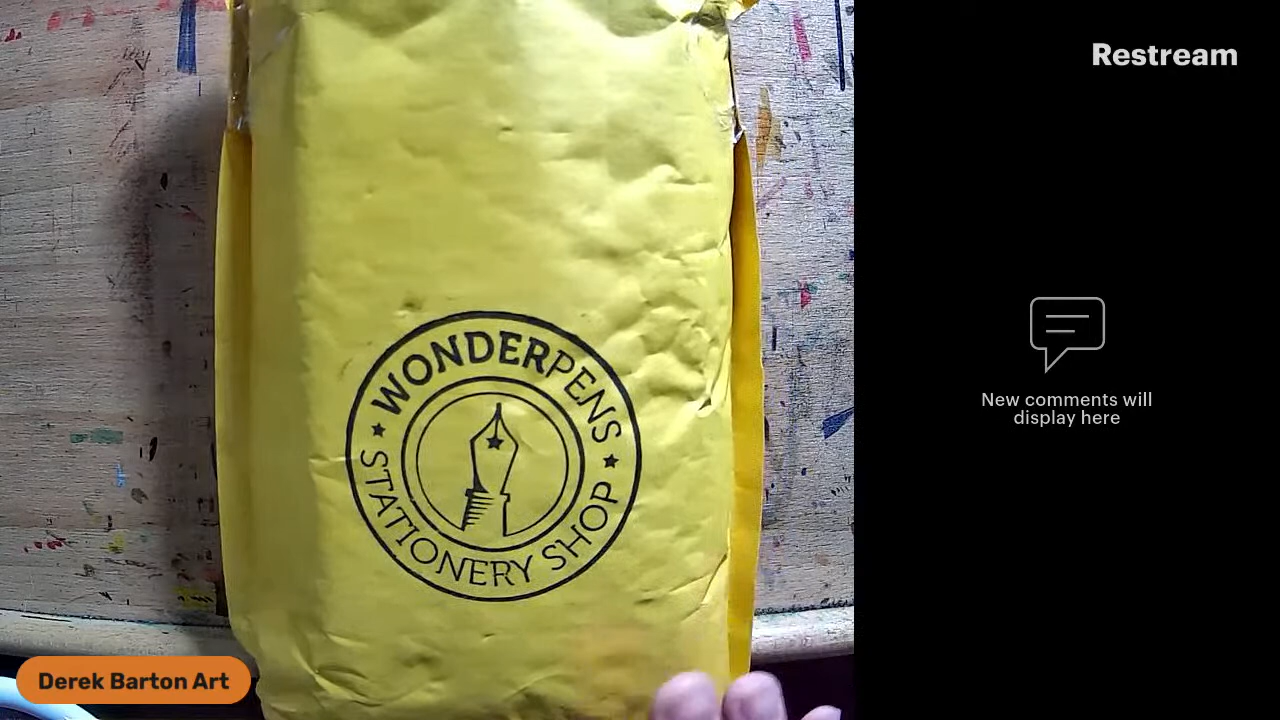 Restream
WONDERPENS
STATIONERY SHOP
New comments will
display here
Derek Barton Art